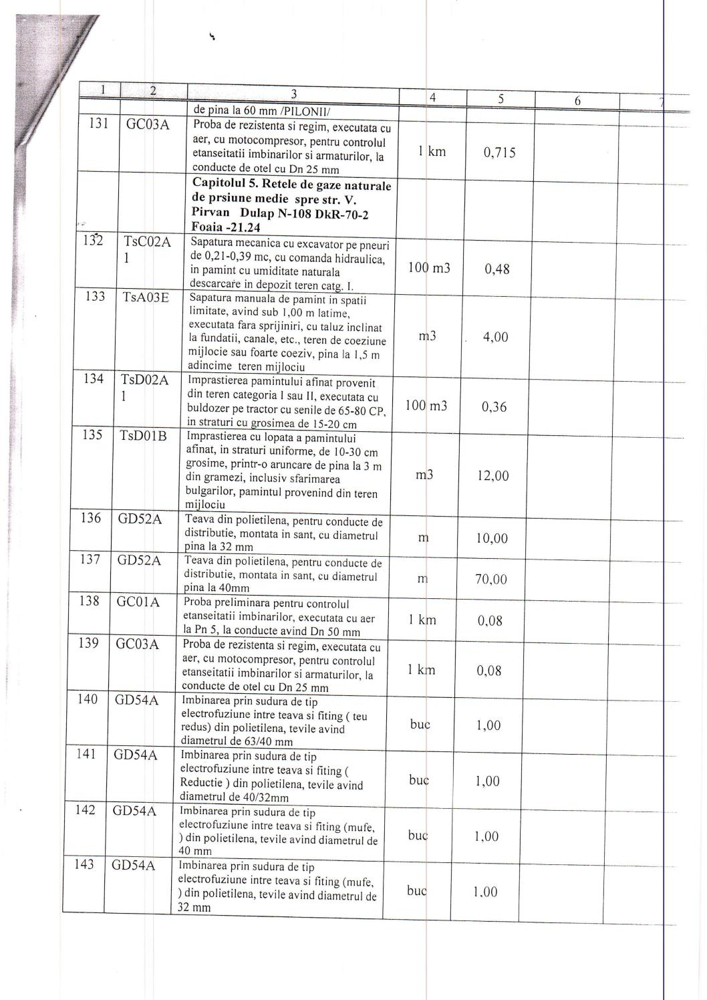 1 2 3 4 5 6 7
de pina la 60 mm /PILONII/
131 GC03A Proba de rezistenta si regim, executata cu
aer, cu motocompresor, pentru controlul
etanseitatii imbinarilor si armaturilor, la 1 km 0,715
conducte de otel cu Dn 25 mm
Capitolul 5. Retele de gaze naturale
de prsiune medie spre str. V.
Pirvan Dulap N-108 DkR-70-2
Foaia -21.24
132 TsC02A Sapatura mecanica cu excavator pe pneuri
1 de 0,21-0,39 mc, cu comanda hidraulica,
in pamint cu umiditate naturala 100 m3 0,48
descarcare in depozit teren catg. I.
133 TsA03E Sapatura manuala de pamint in spatii
limitate, avind sub 1,00 m latime,
executata fara sprijiniri, cu taluz inclinat
la fundatii, canale, etc., teren de coeziune m3 4,00
mijlocie sau foarte coeziv, pina la 1,5 m
adincime teren mijlociu
134 TsD02A Imprastierea pamintului afinat provenit
1 din teren categoria I sau II, executata cu
buldozer pe tractor cu senile de 65-80 CP, 100 m3 0,36
in straturi cu grosimea de 15-20 cm
135 TsD01B Imprastierea cu lopata a pamintului
afinat, in straturi uniforme, de 10-30 cm
grosime, printr-o aruncare de pina la 3 m
din gramezi, inclusiv sfarimarea m3 12,00
bulgarilor, pamintul provenind din teren
mijlociu
136 GD52A Teava din polietilena, pentru conducte de
distributie, montata in sant, cu diametrul m 10,00
pina la 32 mm
137 GD52A Teava din polietilena, pentru conducte de
distributie, montata in sant, cu diametrul m 70,00
pina la 40mm
138 GC01A Proba preliminara pentru controlul
etanseitatii imbinarilor, executata cu aer 1 km 0,08
la Pn 5, la conducte avind Dn 50 mm
139 GC03A Proba de rezistenta si regim, executata cu
aer, cu motocompresor, pentru controlul
etanseitatii imbinarilor si armaturilor, la 1 km 0,08
conducte de otel cu Dn 25 mm
140 GD54A Imbinarea prin sudura de tip
electrofuziune intre teava si fiting ( teu
redus) din polietilena, tevile avind buc 1,00
diametrul de 63/40 mm
141 GD54A Imbinarea prin sudura de tip
electrofuziune intre teava si fiting (
Reductie ) din polietilena, tevile avind buc 1,00
diametrul de 40/32mm
142 GD54A Imbinarea prin sudura de tip
electrofuziune intre teava si fiting (mufe,
) din polietilena, tevile avind diametrul de buc 1,00
40 mm
143 GD54A Imbinarea prin sudura de tip
electrofuziune intre teava si fiting (mufe,
) din polietilena, tevile avind diametrul de buc 1,00
32 mm